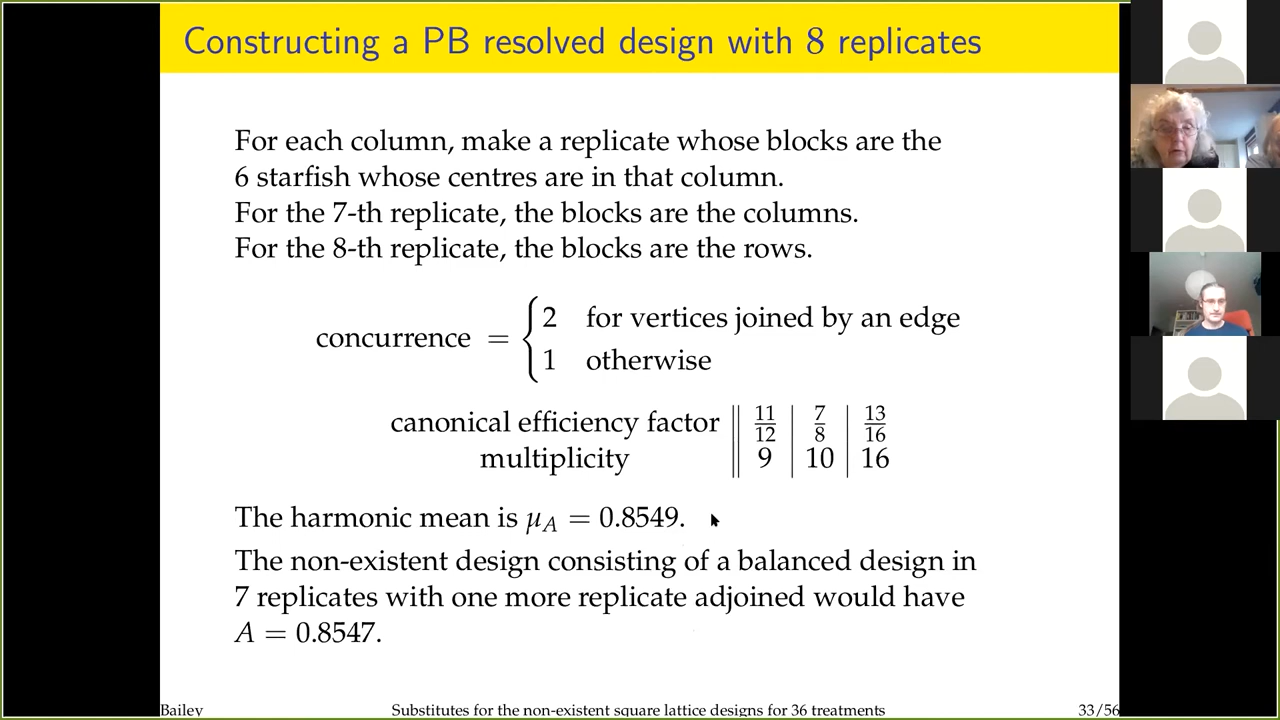 Constructing a PB resolved design with 8 replicates
For each column, make a replicate whose blocks are the
6 starfish whose centres are in that column.
For the 7-th replicate, the blocks are the columns.
For the 8-th replicate, the blocks are the rows.
concurrence = { 2 for vertices joined by an edge
1 otherwise
canonical efficiency factor || 11/12 | 7/8 | 13/16
multiplicity || 9 | 10 | 16
The harmonic mean is μ_A = 0.8549.
The non-existent design consisting of a balanced design in
7 replicates with one more replicate adjoined would have
A = 0.8547.
Bailey Substitutes for the non-existent square lattice designs for 36 treatments 33/56